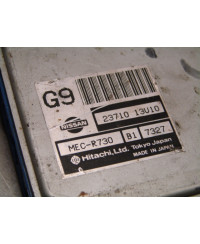 G9
NISSAN
23710 13U10
MEC-R730 B1 7327
Hitachi, Ltd. Tokyo Japan
MADE IN JAPAN